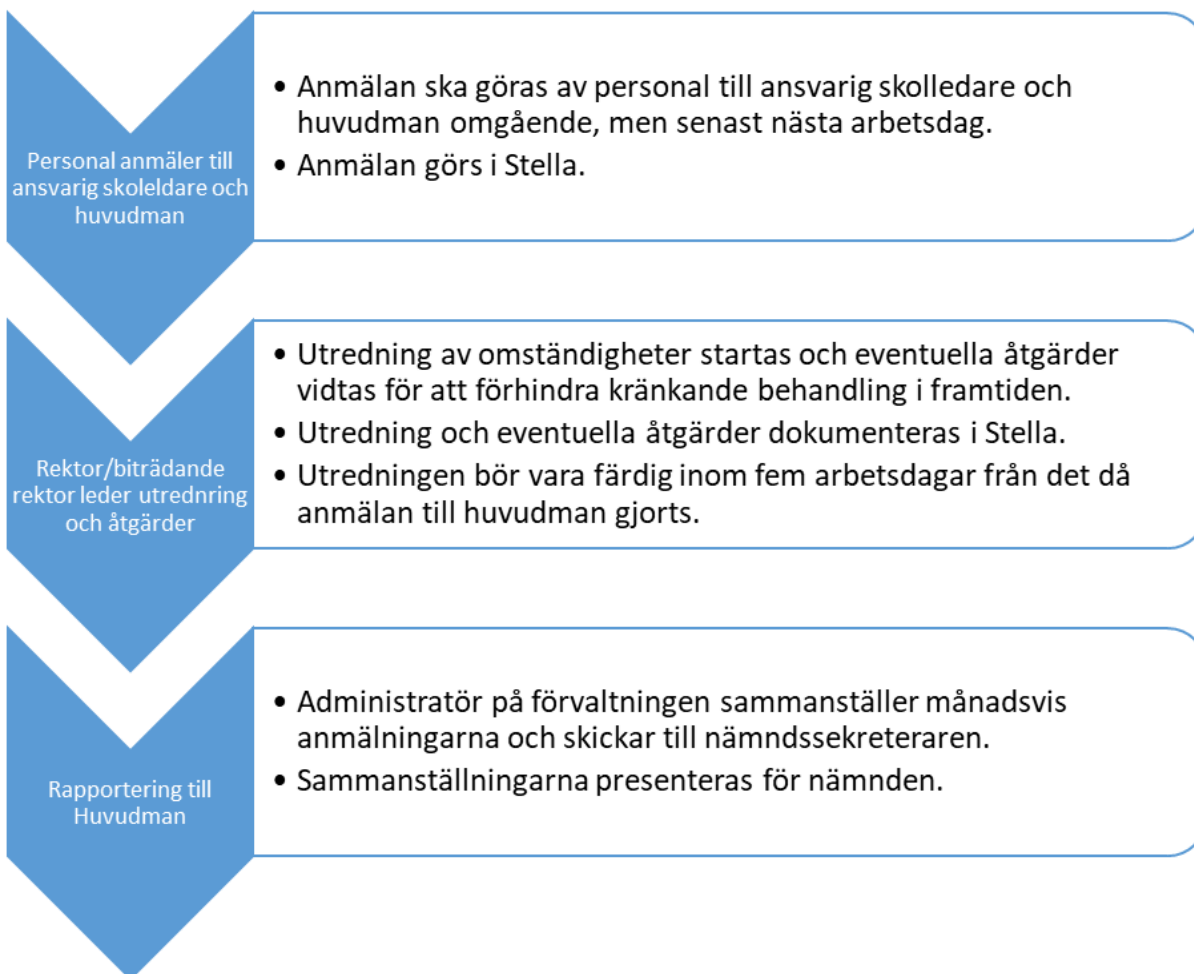 Personal anmäler till
ansvarig skoleldare och
huvudman
• Anmälan ska göras av personal till ansvarig skolledare och
huvudman omgående, men senast nästa arbetsdag.
• Anmälan görs i Stella.
Rektor/biträdande
rektor leder utrednring
och åtgärder
• Utredning av omständigheter startas och eventuella åtgärder
vidtas för att förhindra kränkande behandling i framtiden.
• Utredning och eventuella åtgärder dokumenteras i Stella.
• Utredningen bör vara färdig inom fem arbetsdagar från det då
anmälan till huvudman gjorts.
Rapportering till
Huvudman
• Administratör på förvaltningen sammanställer månadsvis
anmälningarna och skickar till nämndssekreteraren.
• Sammanställningarna presenteras för nämnden.